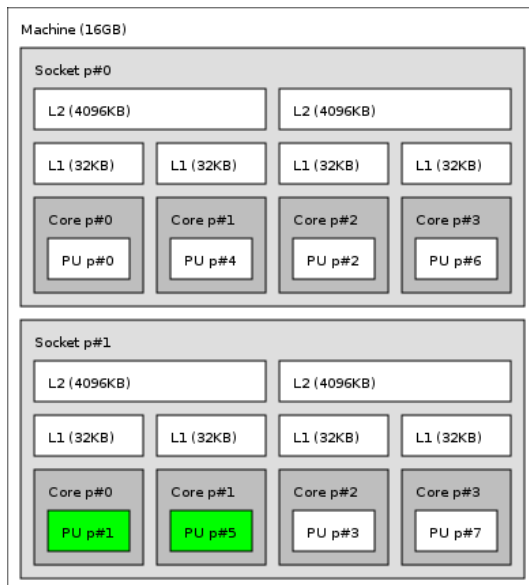 Machine (16GB)
Socket p#0
L2 (4096KB) L2 (4096KB)
L1 (32KB) L1 (32KB) L1 (32KB) L1 (32KB)
Core p#0 Core p#1 Core p#2 Core p#3
PU p#0 PU p#4 PU p#2 PU p#6
Socket p#1
L2 (4096KB) L2 (4096KB)
L1 (32KB) L1 (32KB) L1 (32KB) L1 (32KB)
Core p#0 Core p#1 Core p#2 Core p#3
PU p#1 PU p#5 PU p#3 PU p#7